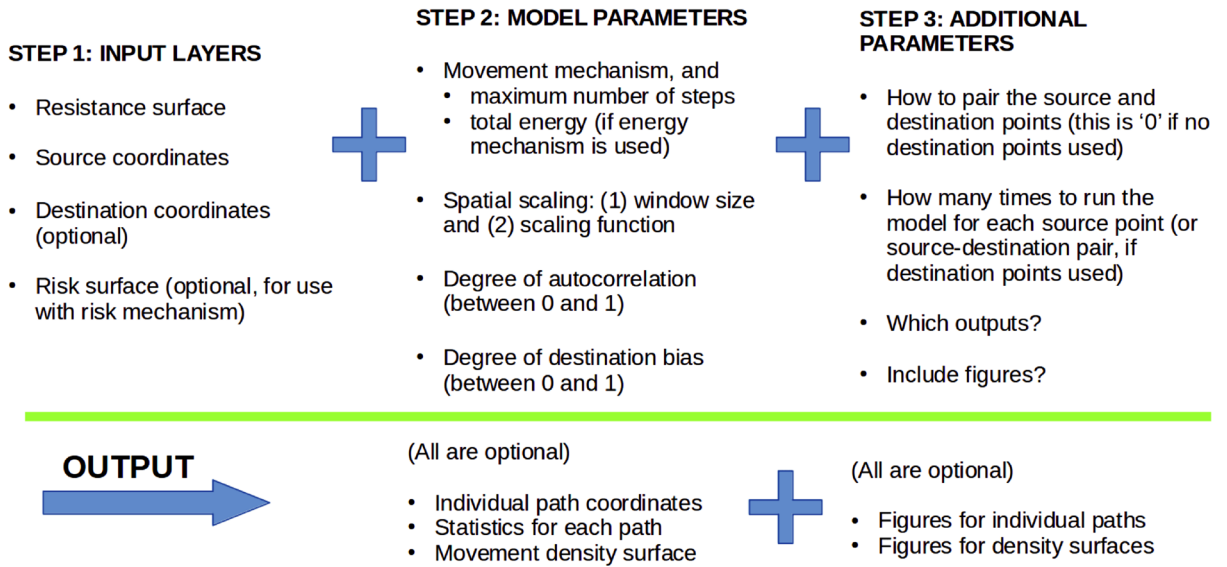 STEP 1: INPUT LAYERS
• Resistance surface
• Source coordinates
• Destination coordinates
(optional)
• Risk surface (optional, for use
with risk mechanism)
STEP 2: MODEL PARAMETERS
• Movement mechanism, and
• maximum number of steps
• total energy (if energy
mechanism is used)
• Spatial scaling: (1) window size
and (2) scaling function
• Degree of autocorrelation
(between 0 and 1)
• Degree of destination bias
(between 0 and 1)
STEP 3: ADDITIONAL
PARAMETERS
• How to pair the source and
destination points (this is ‘0’ if no
destination points used)
• How many times to run the
model for each source point (or
source-destination pair, if
destination points used)
• Which outputs?
• Include figures?
OUTPUT
(All are optional)
• Individual path coordinates
• Statistics for each path
• Movement density surface
(All are optional)
• Figures for individual paths
• Figures for density surfaces